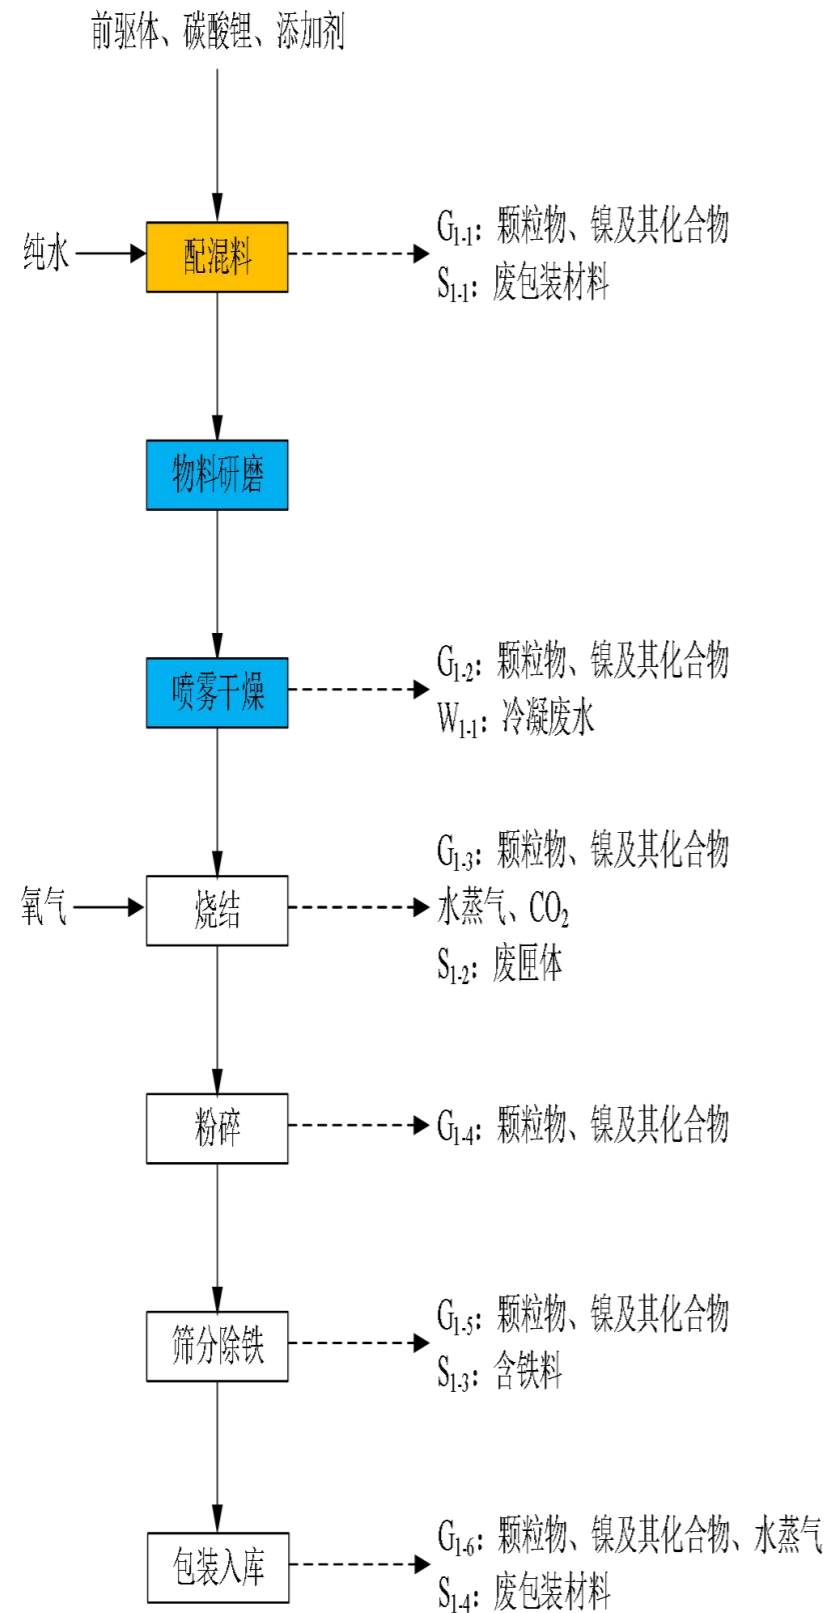 前驱体、碳酸锂、添加剂
纯水
配混料
G1-1：颗粒物、镍及其化合物
S1-1：废包装材料
物料研磨
喷雾干燥
G1-2：颗粒物、镍及其化合物
W1-1：冷凝废水
氧气
烧结
G1-3：颗粒物、镍及其化合物
水蒸气、CO2
S1-2：废匣体
粉碎
G1-4：颗粒物、镍及其化合物
筛分除铁
G1-5：颗粒物、镍及其化合物
S1-3：含铁料
包装入库
G1-6：颗粒物、镍及其化合物、水蒸气
S1-4：废包装材料